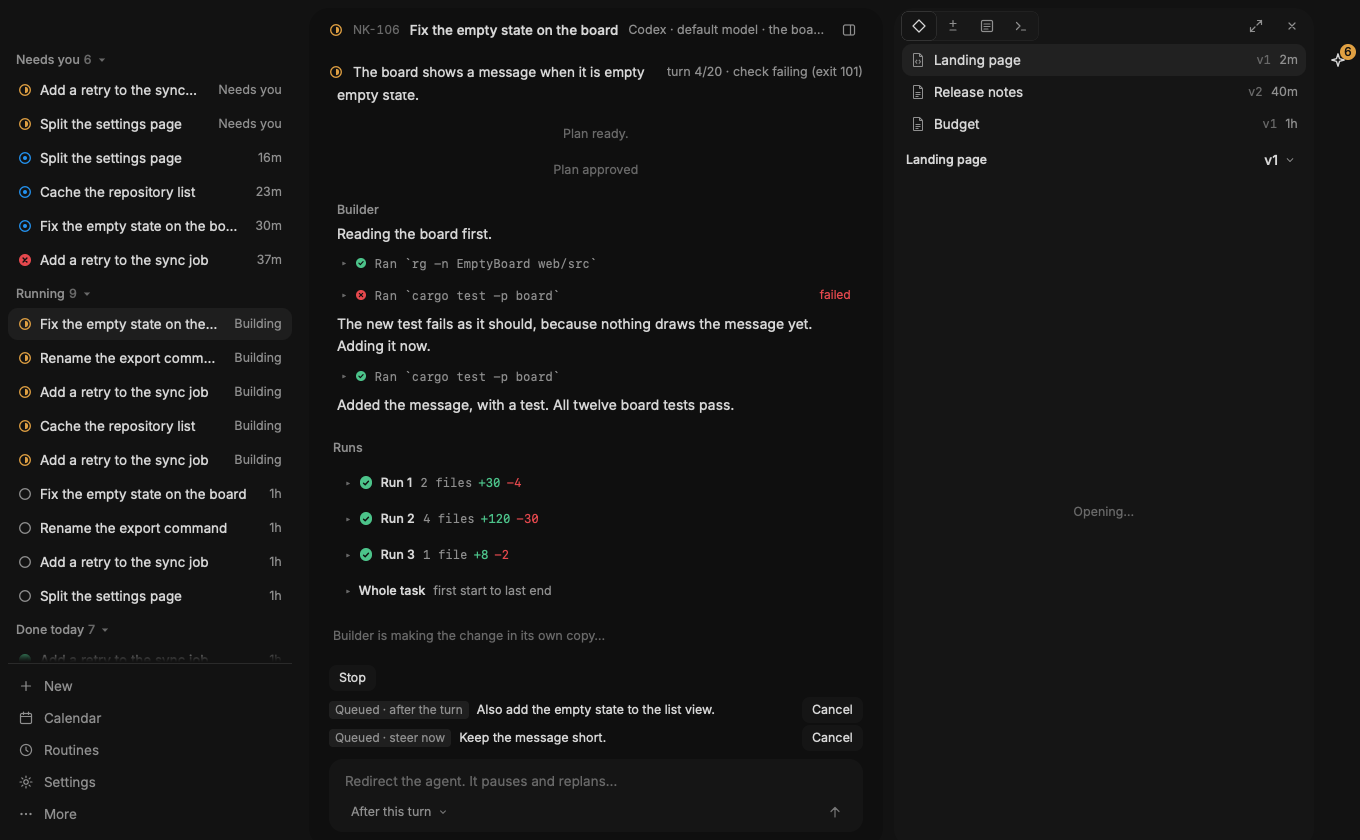 Needs you 6
Add a retry to the sync... Needs you
Split the settings page Needs you
Split the settings page 16m
Cache the repository list 23m
Fix the empty state on the bo... 30m
Add a retry to the sync job 37m
Running 9
Fix the empty state on the... Building
Rename the export comm... Building
Add a retry to the sync job Building
Cache the repository list Building
Add a retry to the sync job Building
Fix the empty state on the board 1h
Rename the export command 1h
Add a retry to the sync job 1h
Split the settings page 1h
Done today 7
Add a retry to the sync job 1h
New
Calendar
Routines
Settings
More
NK-106 Fix the empty state on the board Codex · default model · the boa...
The board shows a message when it is empty turn 4/20 · check failing (exit 101)
empty state.
Plan ready.
Plan approved
Builder
Reading the board first.
Ran `rg -n EmptyBoard web/src`
Ran `cargo test -p board` failed
The new test fails as it should, because nothing draws the message yet.
Adding it now.
Ran `cargo test -p board`
Added the message, with a test. All twelve board tests pass.
Runs
Run 1 2 files +30 −4
Run 2 4 files +120 −30
Run 3 1 file +8 −2
Whole task first start to last end
Builder is making the change in its own copy...
Stop
Queued · after the turn Also add the empty state to the list view. Cancel
Queued · steer now Keep the message short. Cancel
Redirect the agent. It pauses and replans...
After this turn
Landing page v1 2m
Release notes v2 40m
Budget v1 1h
Landing page v1
Opening...
6